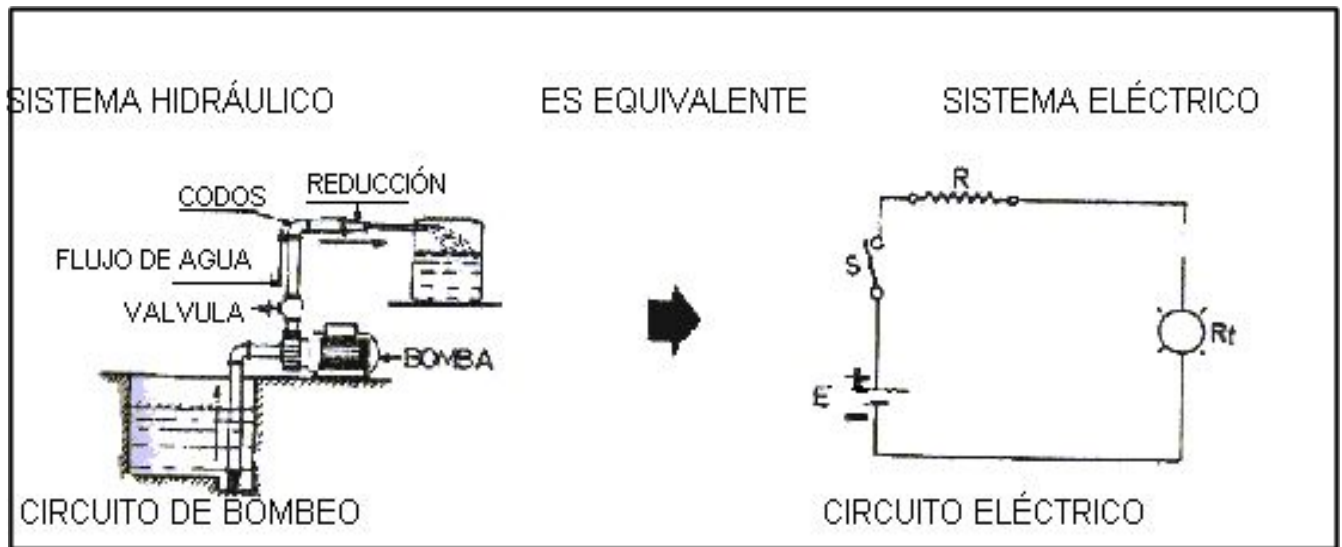 SISTEMA HIDRÁULICO
ES EQUIVALENTE
SISTEMA ELÉCTRICO
CODOS
REDUCCIÓN
FLUJO DE AGUA
VALVULA
BOMBA
CIRCUITO DE BOMBEO
R
S
E
+
-
Rt
CIRCUITO ELÉCTRICO